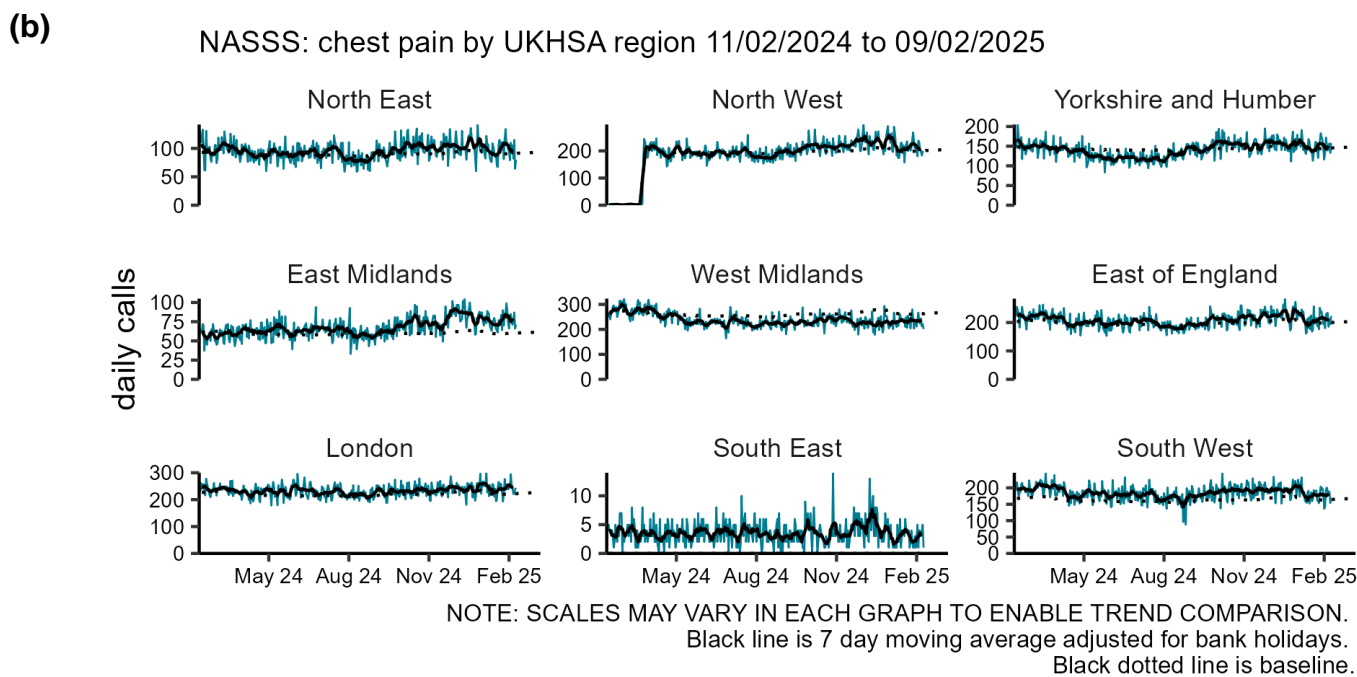 (b)
NASSS: chest pain by UKHSA region 11/02/2024 to 09/02/2025
North East
North West
Yorkshire and Humber
100
50
0
200
100
0
200
150
100
50
0
East Midlands
West Midlands
East of England
daily calls
100
75
50
25
0
300
200
100
0
200
100
0
London
South East
South West
300
200
100
0
10
5
0
200
150
100
50
0
May 24 Aug 24 Nov 24 Feb 25
May 24 Aug 24 Nov 24 Feb 25
May 24 Aug 24 Nov 24 Feb 25
NOTE: SCALES MAY VARY IN EACH GRAPH TO ENABLE TREND COMPARISON.
Black line is 7 day moving average adjusted for bank holidays.
Black dotted line is baseline.